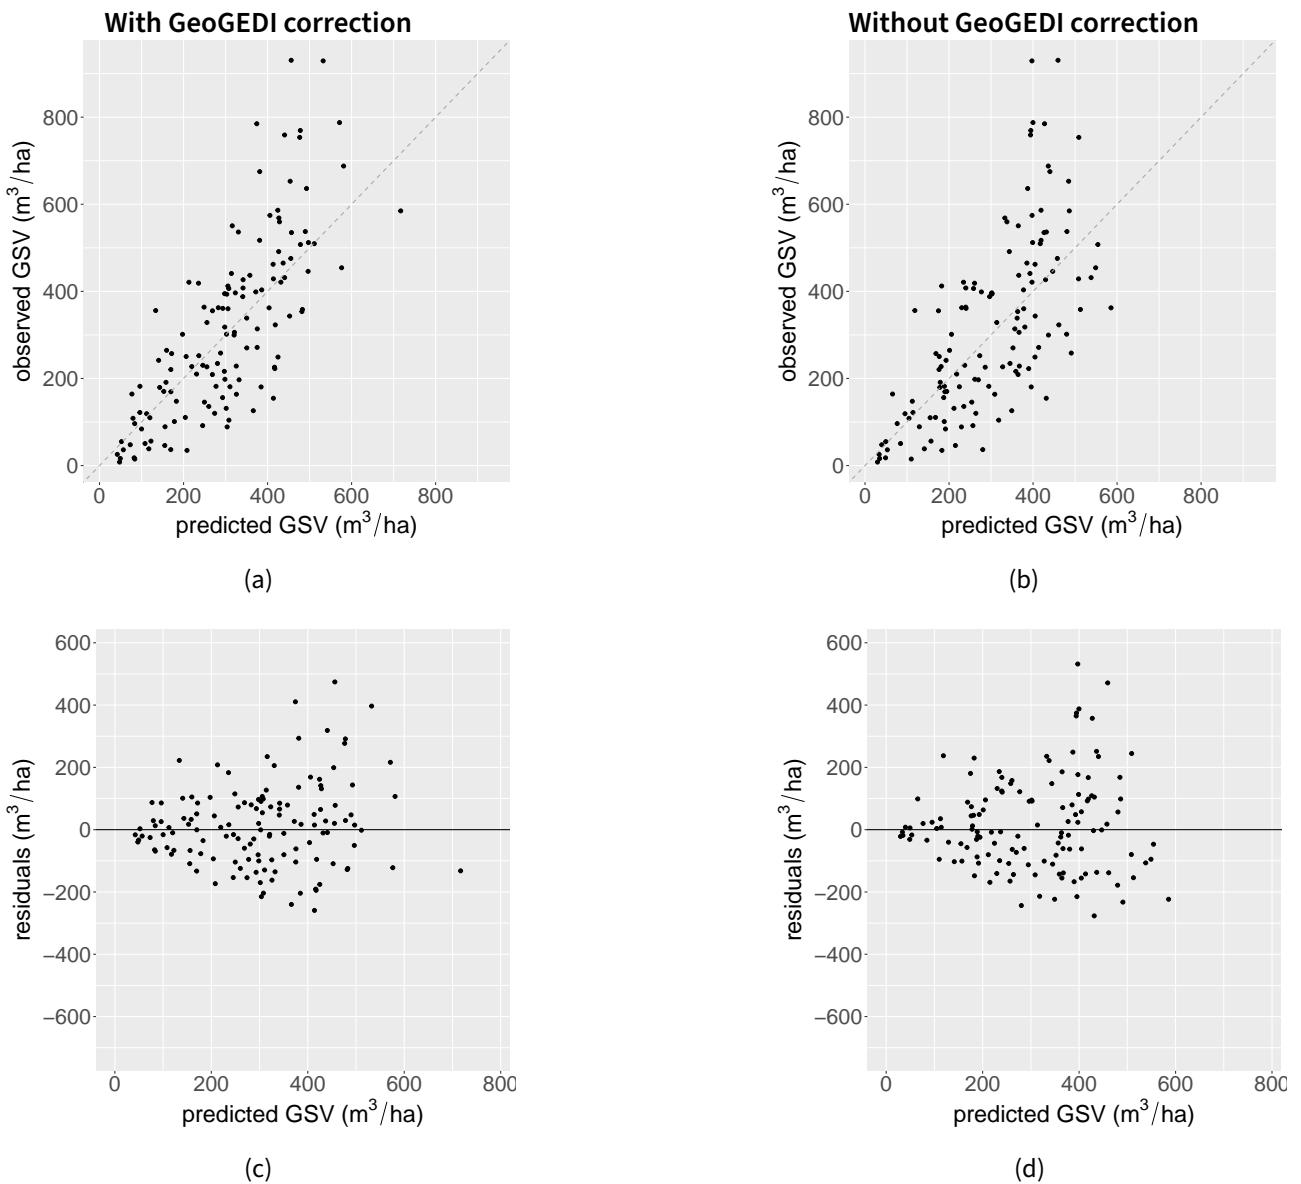 With GeoGEDI correction
Without GeoGEDI correction
800
600
400
200
0
observed GSV (m³/ha)
0 200 400 600 800
predicted GSV (m³/ha)
(a)
800
600
400
200
0
observed GSV (m³/ha)
0 200 400 600 800
predicted GSV (m³/ha)
(b)
600
400
200
0
−200
−400
−600
residuals (m³/ha)
0 200 400 600 800
predicted GSV (m³/ha)
(c)
600
400
200
0
−200
−400
−600
residuals (m³/ha)
0 200 400 600 800
predicted GSV (m³/ha)
(d)